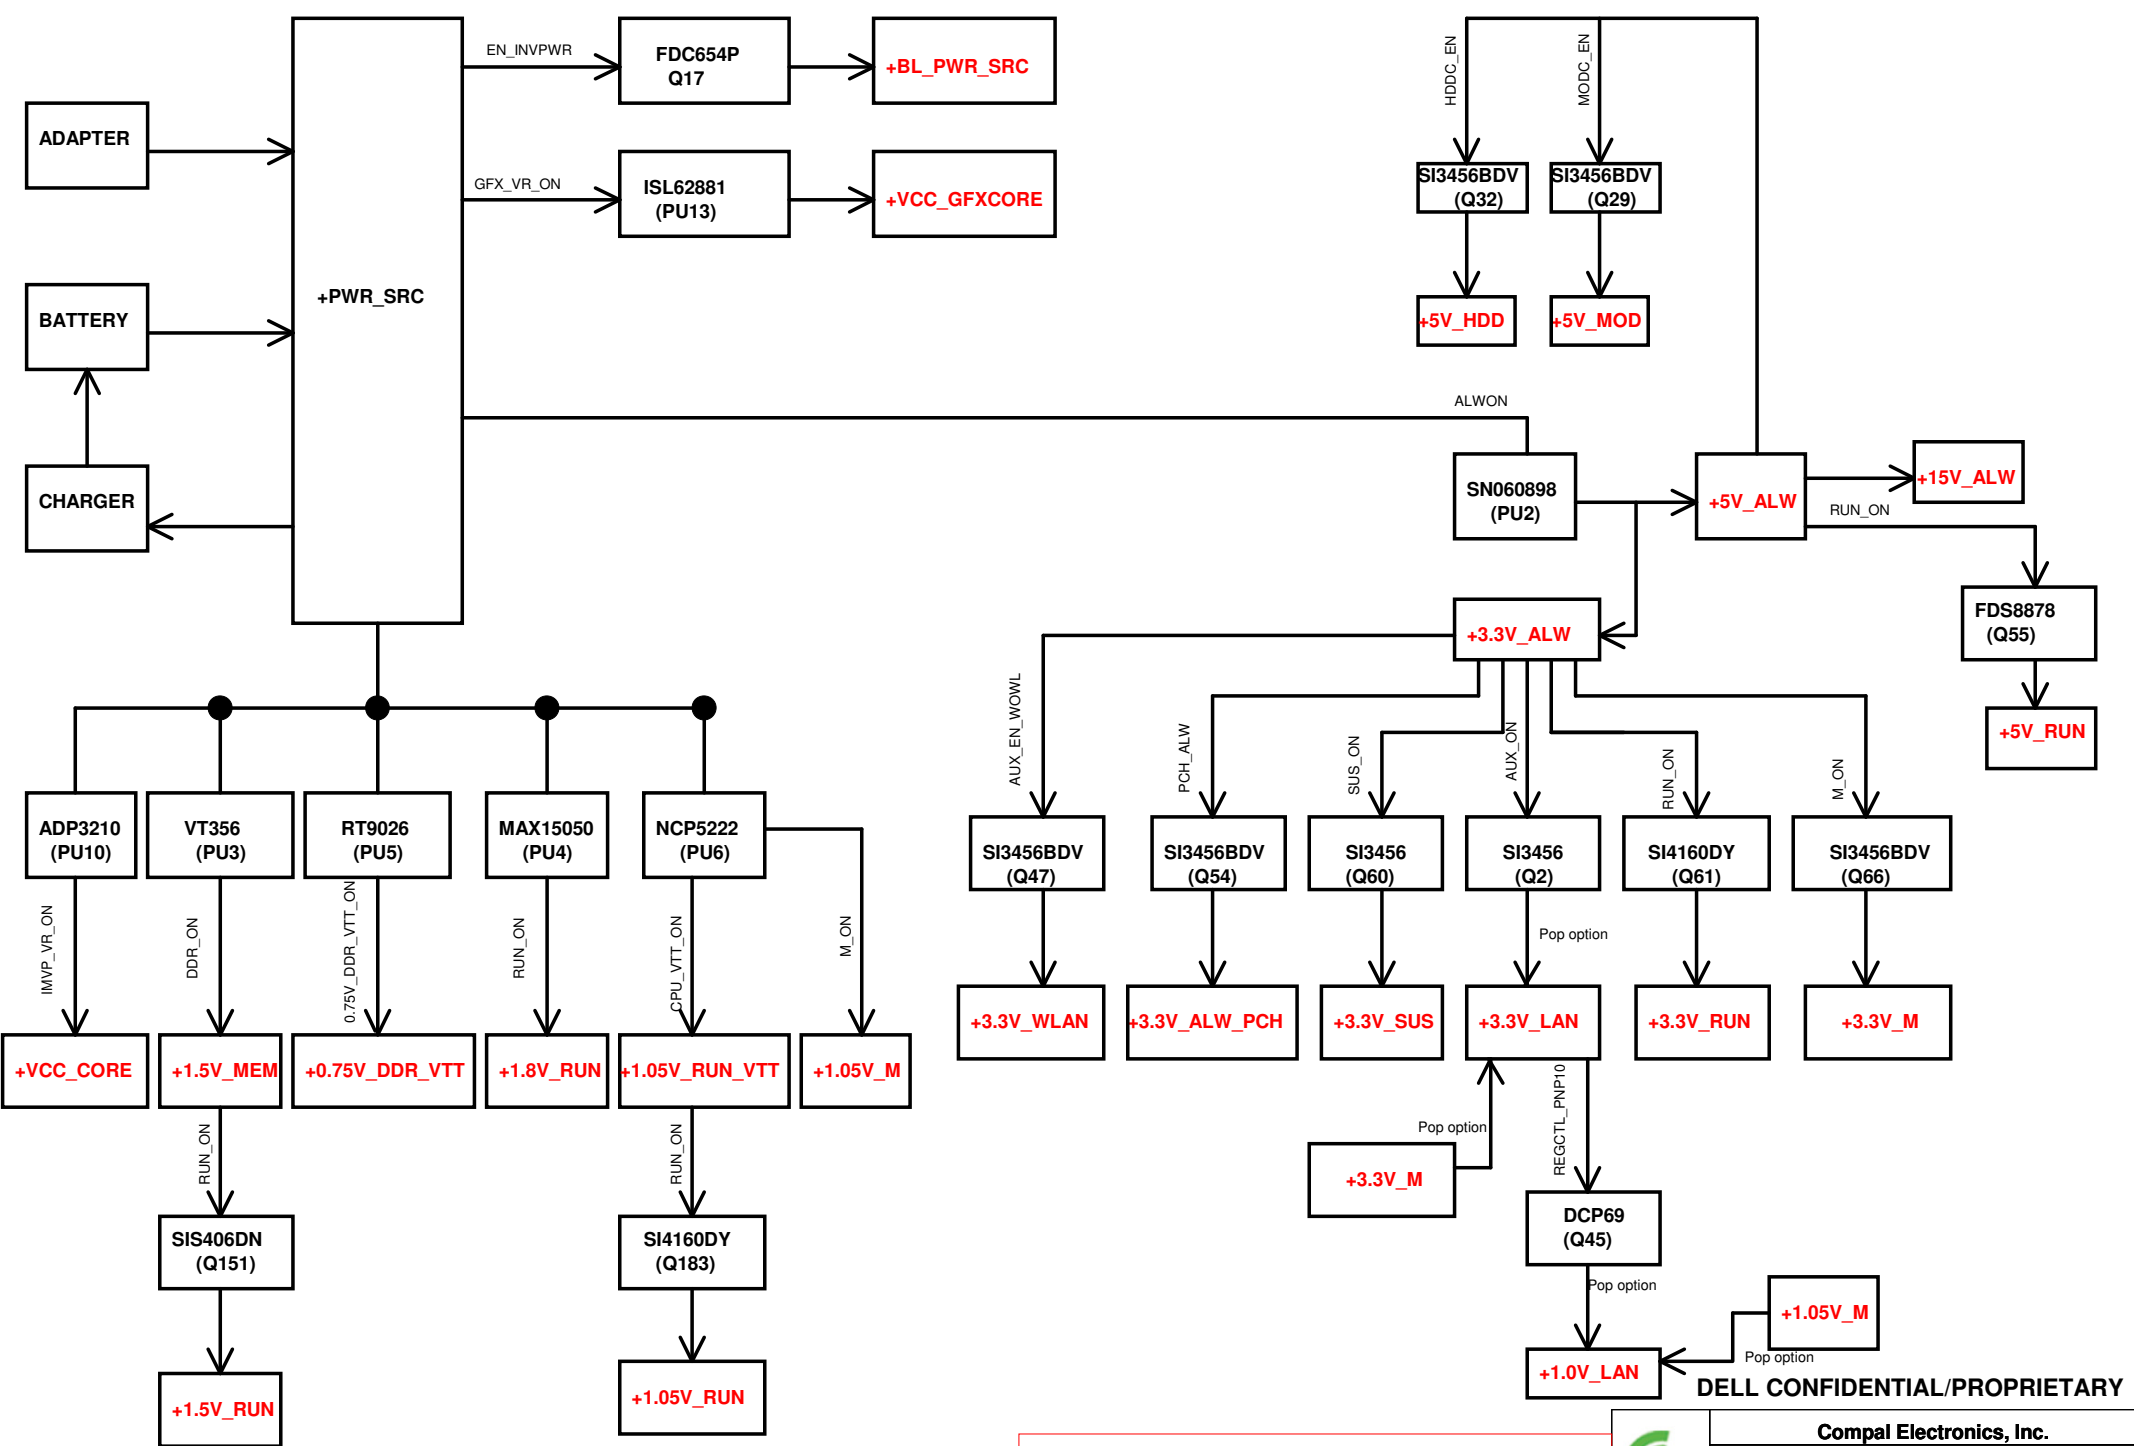 EN_INVPWR
FDC654P
Q17
+BL_PWR_SRC
HDDC_EN
MODC_EN
ADAPTER
GFX_VR_ON
ISL62881
(PU13)
+VCC_GFXCORE
SI3456BDV
(Q32)
SI3456BDV
(Q29)
+PWR_SRC
BATTERY
+5V_HDD
+5V_MOD
ALWON
CHARGER
SN060898
(PU2)
+5V_ALW
+15V_ALW
RUN_ON
FDS8878
(Q55)
+3.3V_ALW
+5V_RUN
AUX_EN_WOWL
PCH_ALW
SUS_ON
AUX_ON
RUN_ON
M_ON
ADP3210
(PU10)
VT356
(PU3)
RT9026
(PU5)
MAX15050
(PU4)
NCP5222
(PU6)
SI3456BDV
(Q47)
SI3456BDV
(Q54)
SI3456
(Q60)
SI3456
(Q2)
SI4160DY
(Q61)
SI3456BDV
(Q66)
IMVP_VR_ON
DDR_ON
0.75V_DDR_VTT_ON
RUN_ON
CPU_VTT_ON
M_ON
Pop option
+3.3V_WLAN
+3.3V_ALW_PCH
+3.3V_SUS
+3.3V_LAN
+3.3V_RUN
+3.3V_M
+VCC_CORE
+1.5V_MEM
+0.75V_DDR_VTT
+1.8V_RUN
+1.05V_RUN_VTT
+1.05V_M
RUN_ON
RUN_ON
Pop option
REGCTL_PNP10
+3.3V_M
SIS406DN
(Q151)
SI4160DY
(Q183)
DCP69
(Q45)
Pop option
+1.05V_M
Pop option
+1.0V_LAN
+1.5V_RUN
+1.05V_RUN
DELL CONFIDENTIAL/PROPRIETARY
Compal Electronics, Inc.